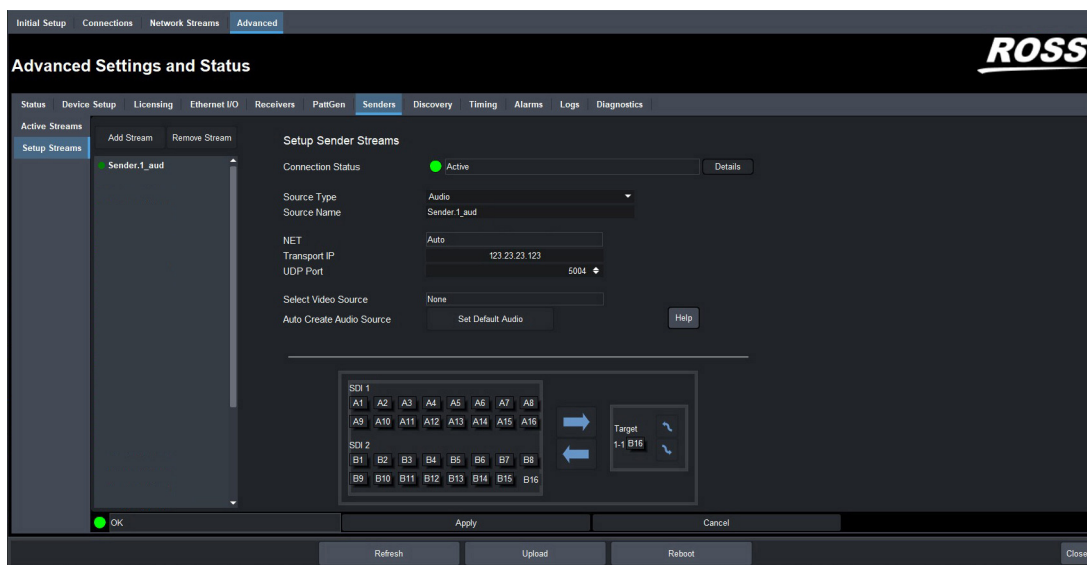 Initial Setup Connections Network Streams Advanced
Advanced Settings and Status
ROSS
Status Device Setup Licensing Ethernet I/O Receivers PattGen Senders Discovery Timing Alarms Logs Diagnostics
Active Streams
Setup Streams
Add Stream Remove Stream
Sender.1_aud
Setup Sender Streams
Connection Status Active Details
Source Type Audio
Source Name Sender.1_aud
NET Auto
Transport IP 123.23.23.123
UDP Port 5004
Select Video Source None
Auto Create Audio Source Set Default Audio Help
SDI 1
A1 A2 A3 A4 A5 A6 A7 A8
A9 A10 A11 A12 A13 A14 A15 A16
SDI 2
B1 B2 B3 B4 B5 B6 B7 B8
B9 B10 B11 B12 B13 B14 B15 B16
Target
1-1 B16
OK Apply Cancel
Refresh Upload Reboot Close